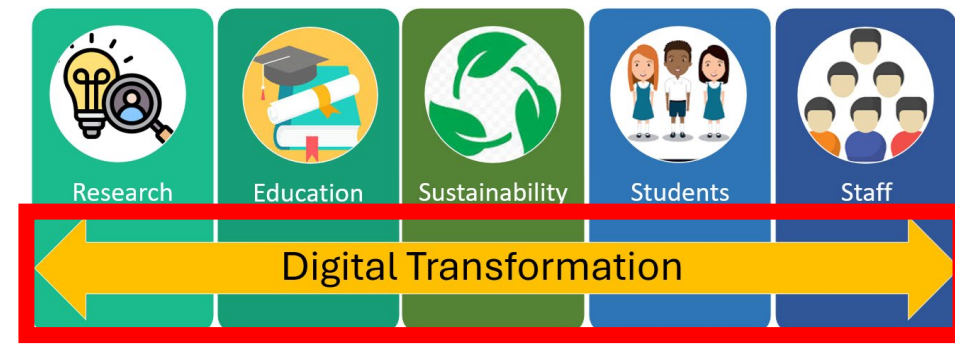 Research Education Sustainability Students Staff
Digital Transformation